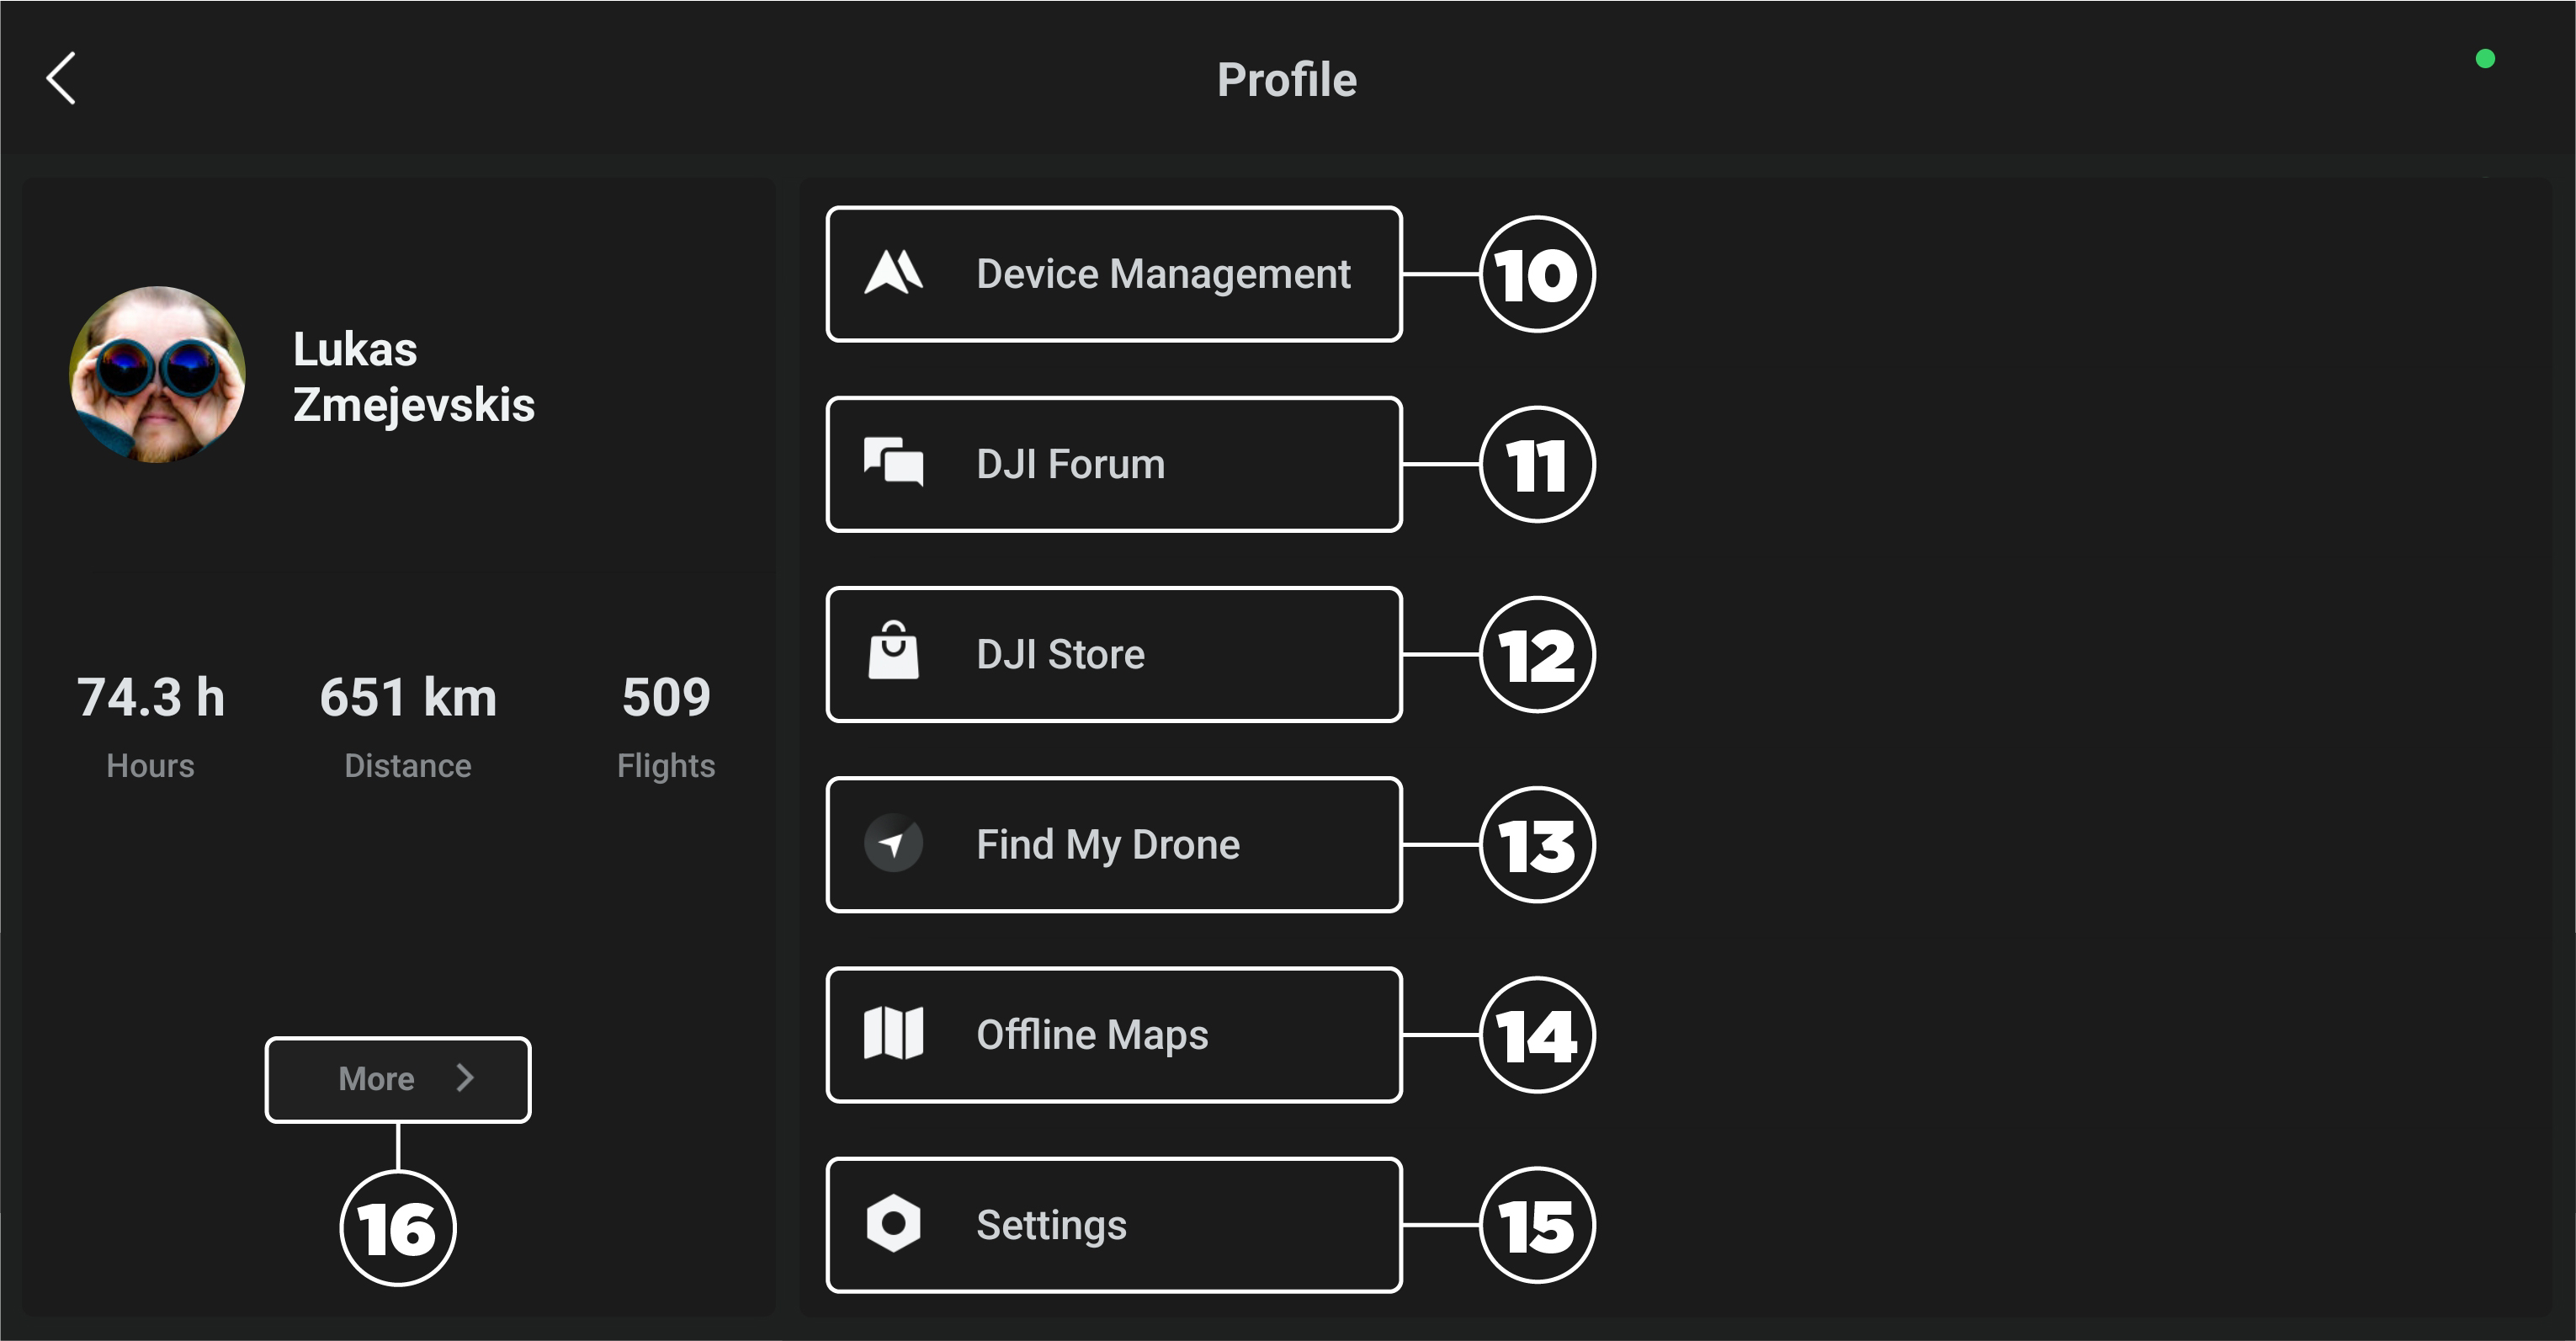 Profile
Lukas
Zmejevskis
74.3 h
651 km
509
Hours
Distance
Flights
More
16
Device Management
10
DJI Forum
11
DJI Store
12
Find My Drone
13
Offline Maps
14
Settings
15